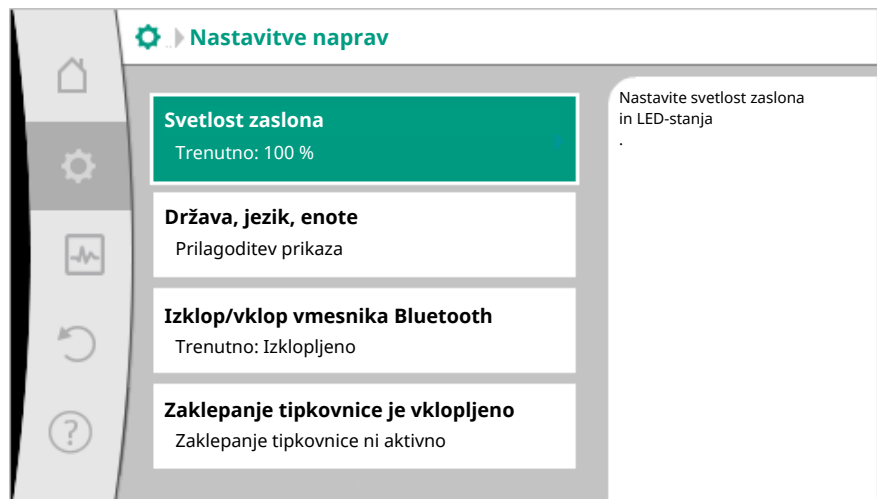 Nastavitve naprav
Svetlost zaslona
Trenutno: 100 %
Država, jezik, enote
Prilagoditev prikaza
Izklop/vklop vmesnika Bluetooth
Trenutno: Izklopljeno
Zaklepanje tipkovnice je vklopljeno
Zaklepanje tipkovnice ni aktivno
Nastavite svetlost zaslona
in LED-stanja
.